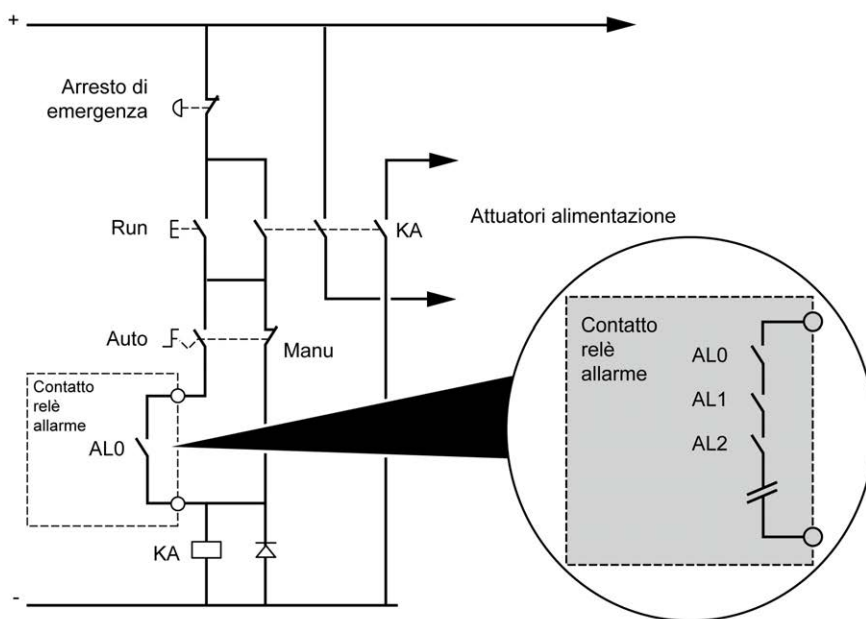 +
Arresto di
emergenza
Run
KA
Attuatori alimentazione
Auto
Manu
Contatto
relè
allarme
AL0
KA
-
Contatto
relè
allarme
AL0
AL1
AL2